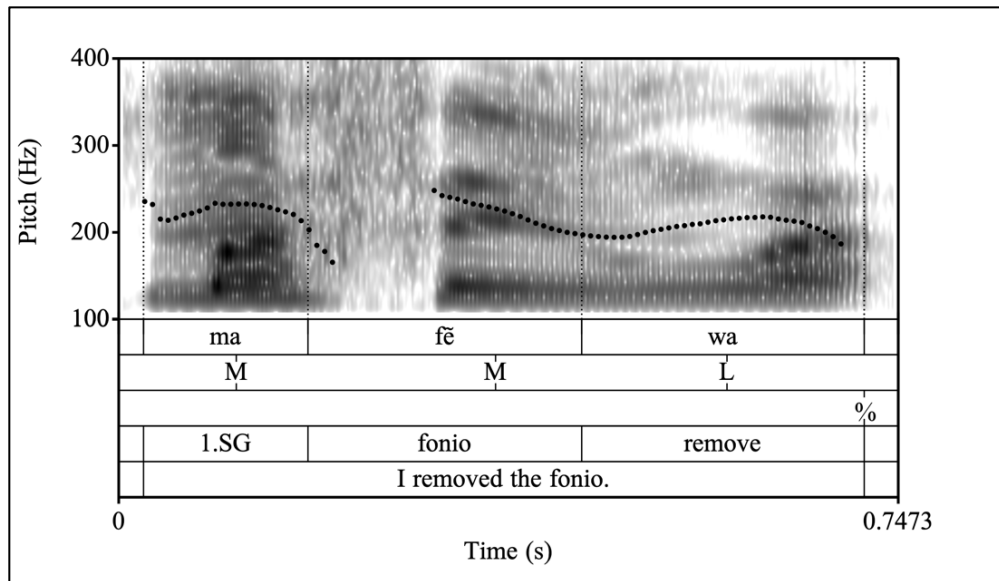 400
300
200
100
Pitch (Hz)
ma fẽ wa
M M L
%
1.SG fonio remove
I removed the fonio.
0 0.7473
Time (s)